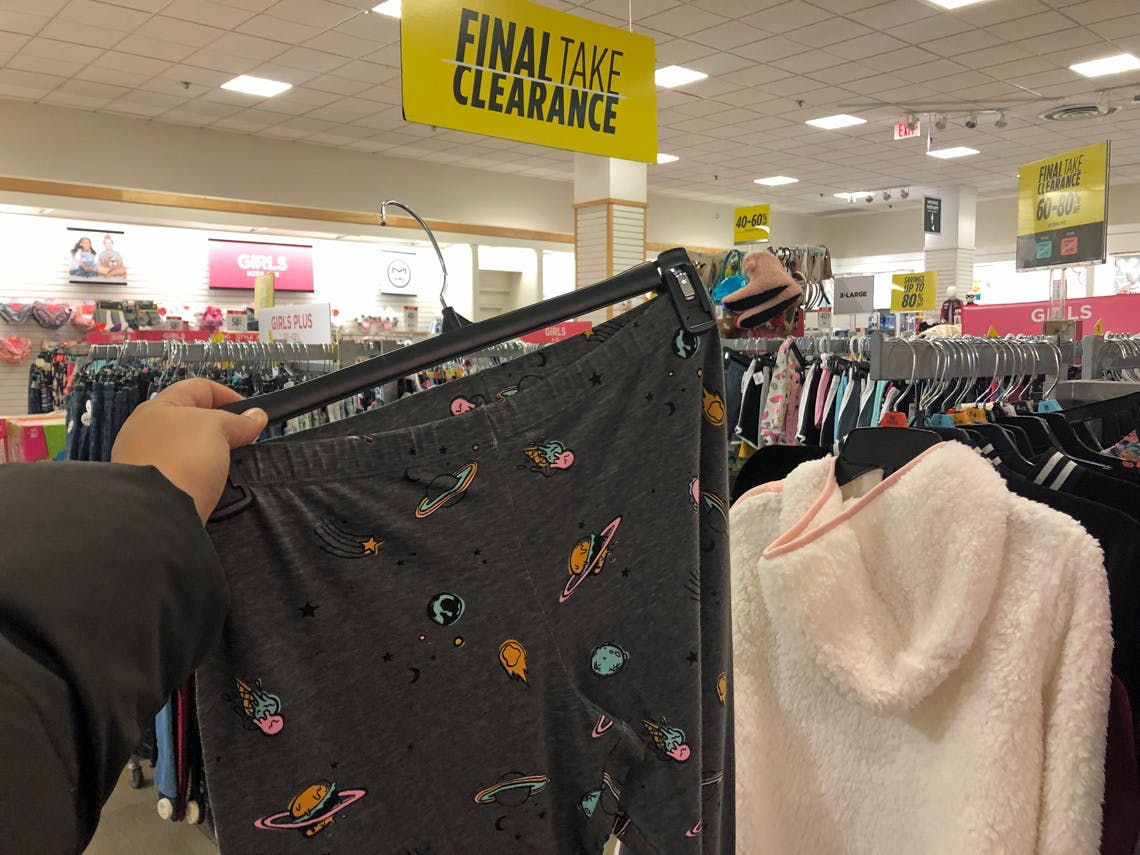 FINAL TAKE
CLEARANCE
EXIT
FINAL TAKE
CLEARANCE
60-80%
40-60%
GIRLS
X-LARGE
SAVINGS
UP TO
80%
GIRLS
GIRLS PLUS